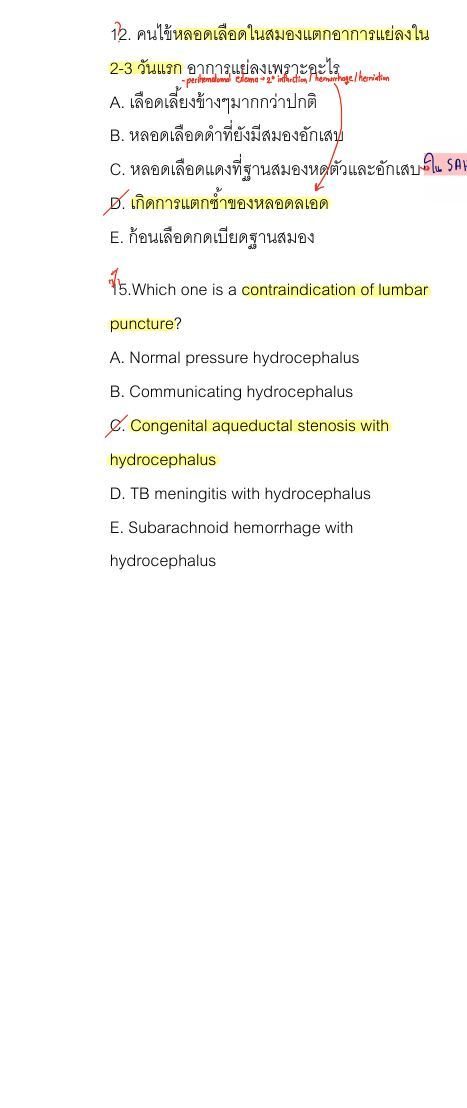 12. คนไข้หลอดเลือดในสมองแตกอาการแย่ลงใน
2-3 วันแรก อาการแย่ลงเพราะอะไร
- perihematomal edema → 2° infarction / hemorrhage / herniation
A. เลือดเลี้ยงข้างๆมากกว่าปกติ
B. หลอดเลือดดำที่ยังมีสมองอักเสบ
C. หลอดเลือดแดงที่ฐานสมองหดตัวและอักเสบ ใน SAH
D. เกิดการแตกซ้ำของหลอดลเอด
E. ก้อนเลือดกดเบียดฐานสมอง
15.Which one is a contraindication of lumbar
puncture?
A. Normal pressure hydrocephalus
B. Communicating hydrocephalus
C. Congenital aqueductal stenosis with
hydrocephalus
D. TB meningitis with hydrocephalus
E. Subarachnoid hemorrhage with
hydrocephalus